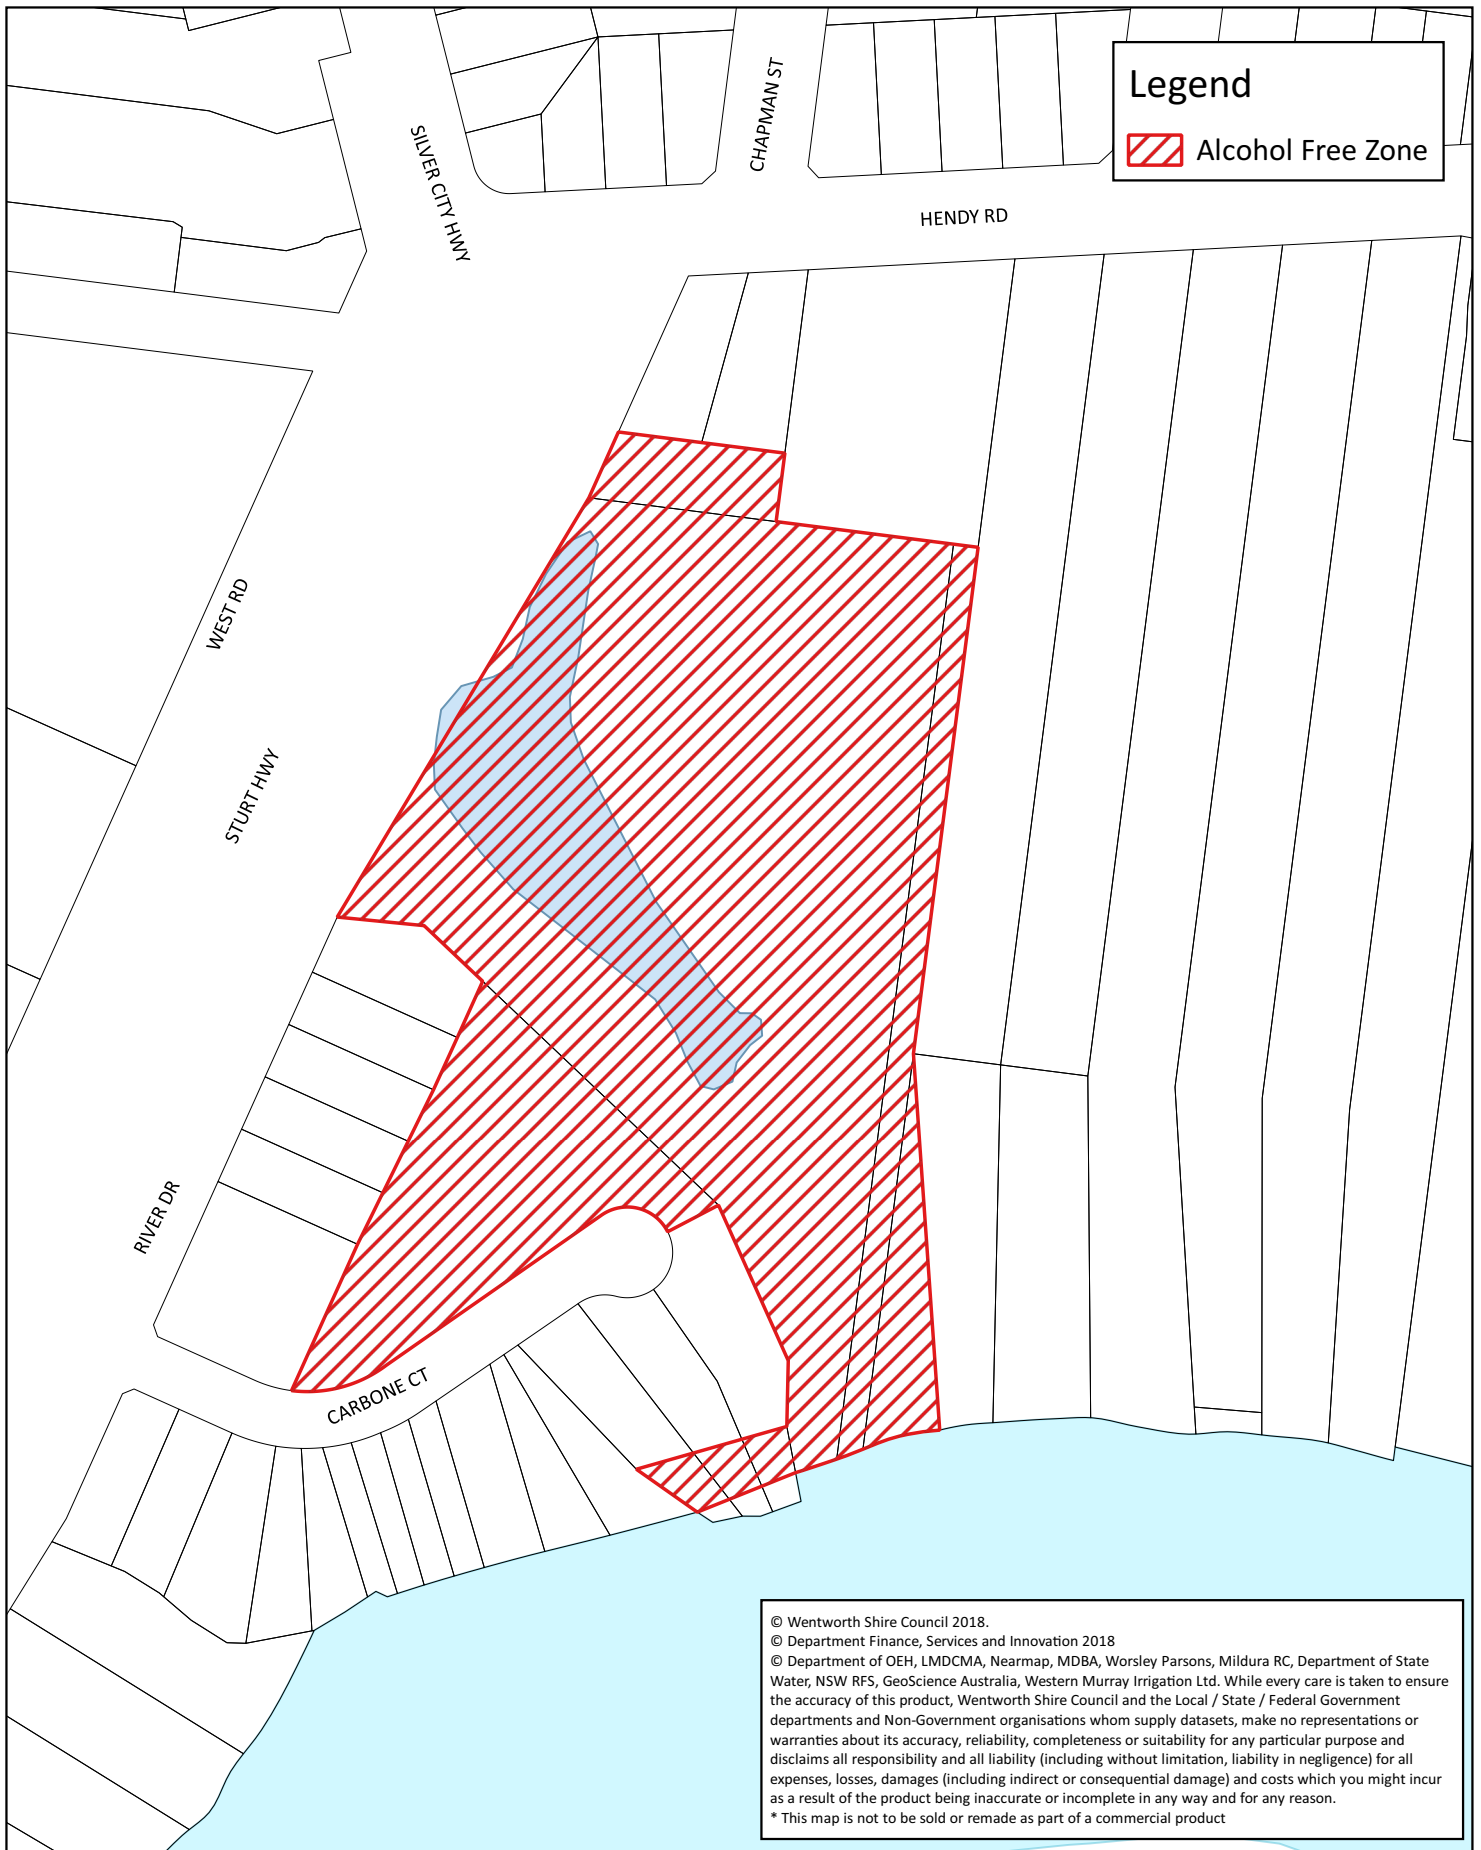 CHAPMAN ST
Legend
Alcohol Free Zone
SILVER CITY HWY
HENDY RD
WEST RD
STURT HWY
RIVER DR
CARBONE CT
© Wentworth Shire Council 2018.
© Department Finance, Services and Innovation 2018
© Department of OEH, LMDCMA, Nearmap, MDBA, Worsley Parsons, Mildura RC, Department of State
Water, NSW RFS, GeoScience Australia, Western Murray Irrigation Ltd. While every care is taken to ensure
the accuracy of this product, Wentworth Shire Council and the Local / State / Federal Government
departments and Non-Government organisations whom supply datasets, make no representations or
warranties about its accuracy, reliability, completeness or suitability for any particular purpose and
disclaims all responsibility and all liability (including without limitation, liability in negligence) for all
expenses, losses, damages (including indirect or consequential damage) and costs which you might incur
as a result of the product being inaccurate or incomplete in any way and for any reason.
* This map is not to be sold or remade as part of a commercial product